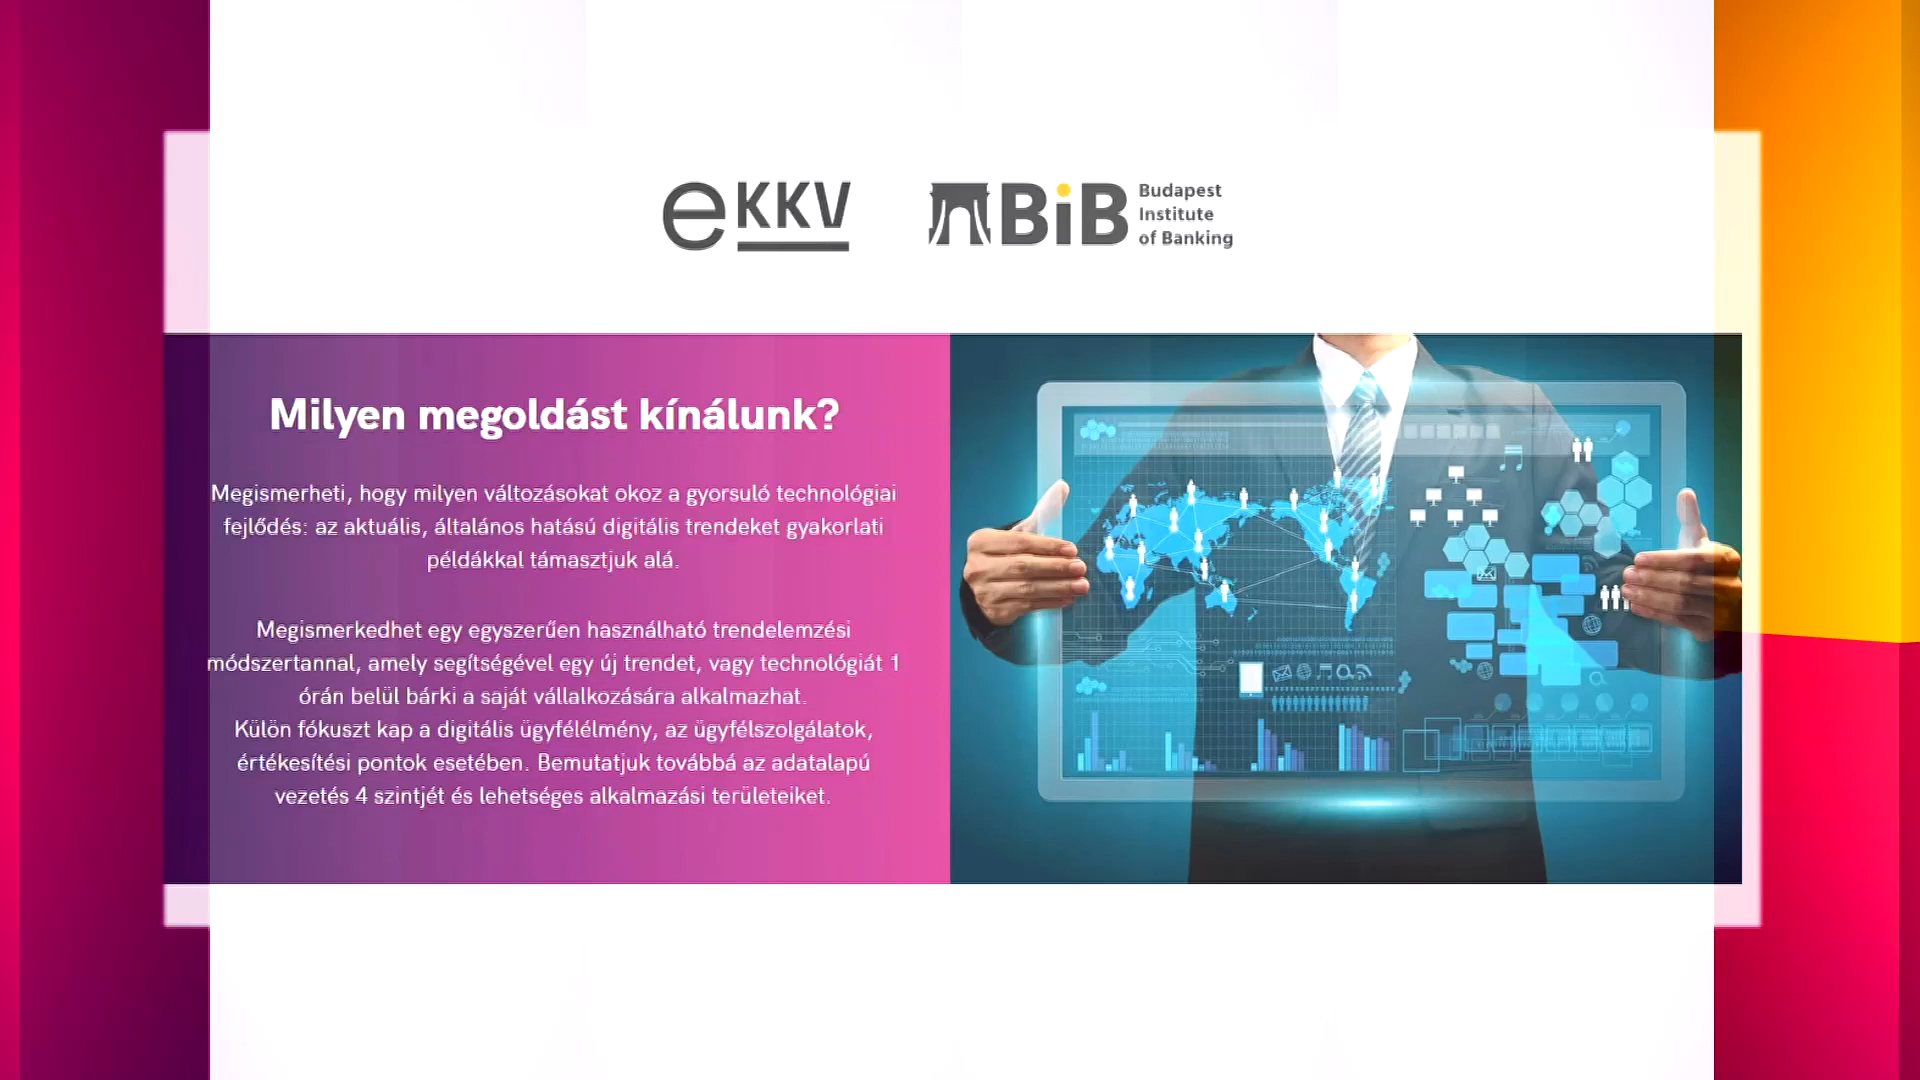 eKKV
BiB
Budapest
Institute
of Banking
Milyen megoldást kínálunk?
Megismerheti, hogy milyen változásokat okoz a gyorsuló technológiai
fejlődés: az aktuális, általános hatású digitális trendeket gyakorlati
példákkal támasztjuk alá.
Megismerkedhet egy egyszerűen használható trendelemzési
módszertannal, amely segítségével egy új trendet, vagy technológiát 1
órán belül bárki a saját vállalkozására alkalmazhat.
Külön fókuszt kap a digitális ügyfélélmény, az ügyfélszolgálatok,
értékesítési pontok esetében. Bemutatjuk továbbá az adatalapú
vezetés 4 szintjét és lehetséges alkalmazási területeiket.